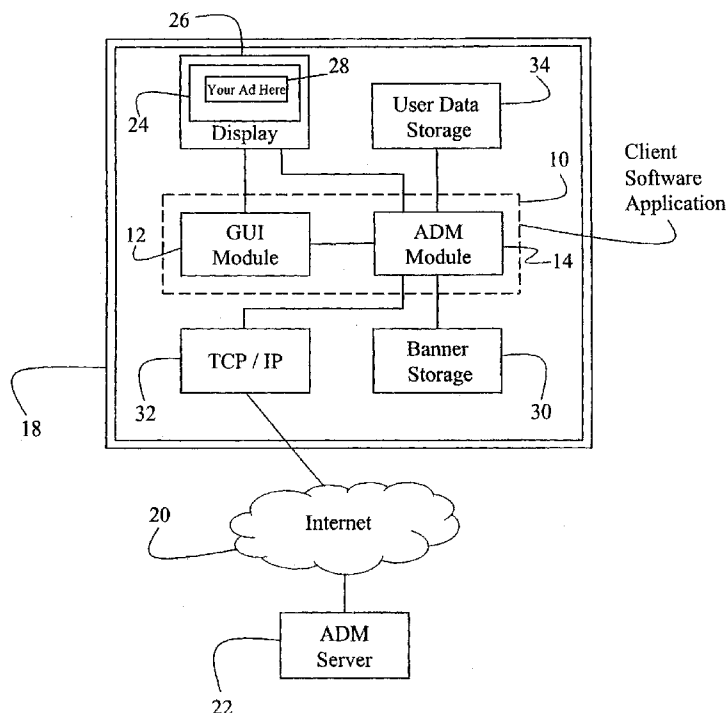 26
28
34
Your Ad Here
24
Display
User Data
Storage
10
Client
Software
Application
12
GUI
Module
ADM
Module
14
TCP / IP
Banner
Storage
18
32
30
20
Internet
ADM
Server
22